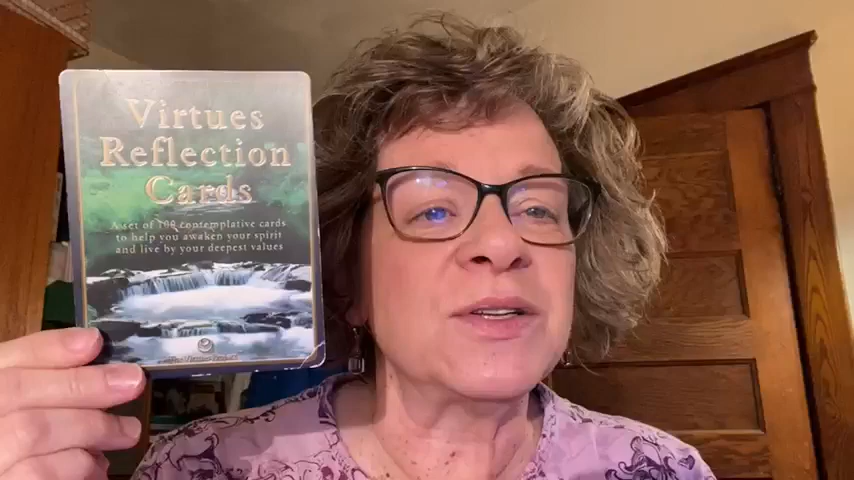 Virtues
Reflection
Cards
A set of 100 contemplative cards
to help you awaken your spirit
and live by your deepest values